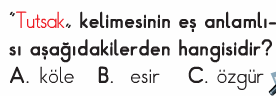 "Tutsak" kelimesinin eş anlamlı-
sı aşağıdakilerden hangisidir?
A. köle B. esir C. özgür